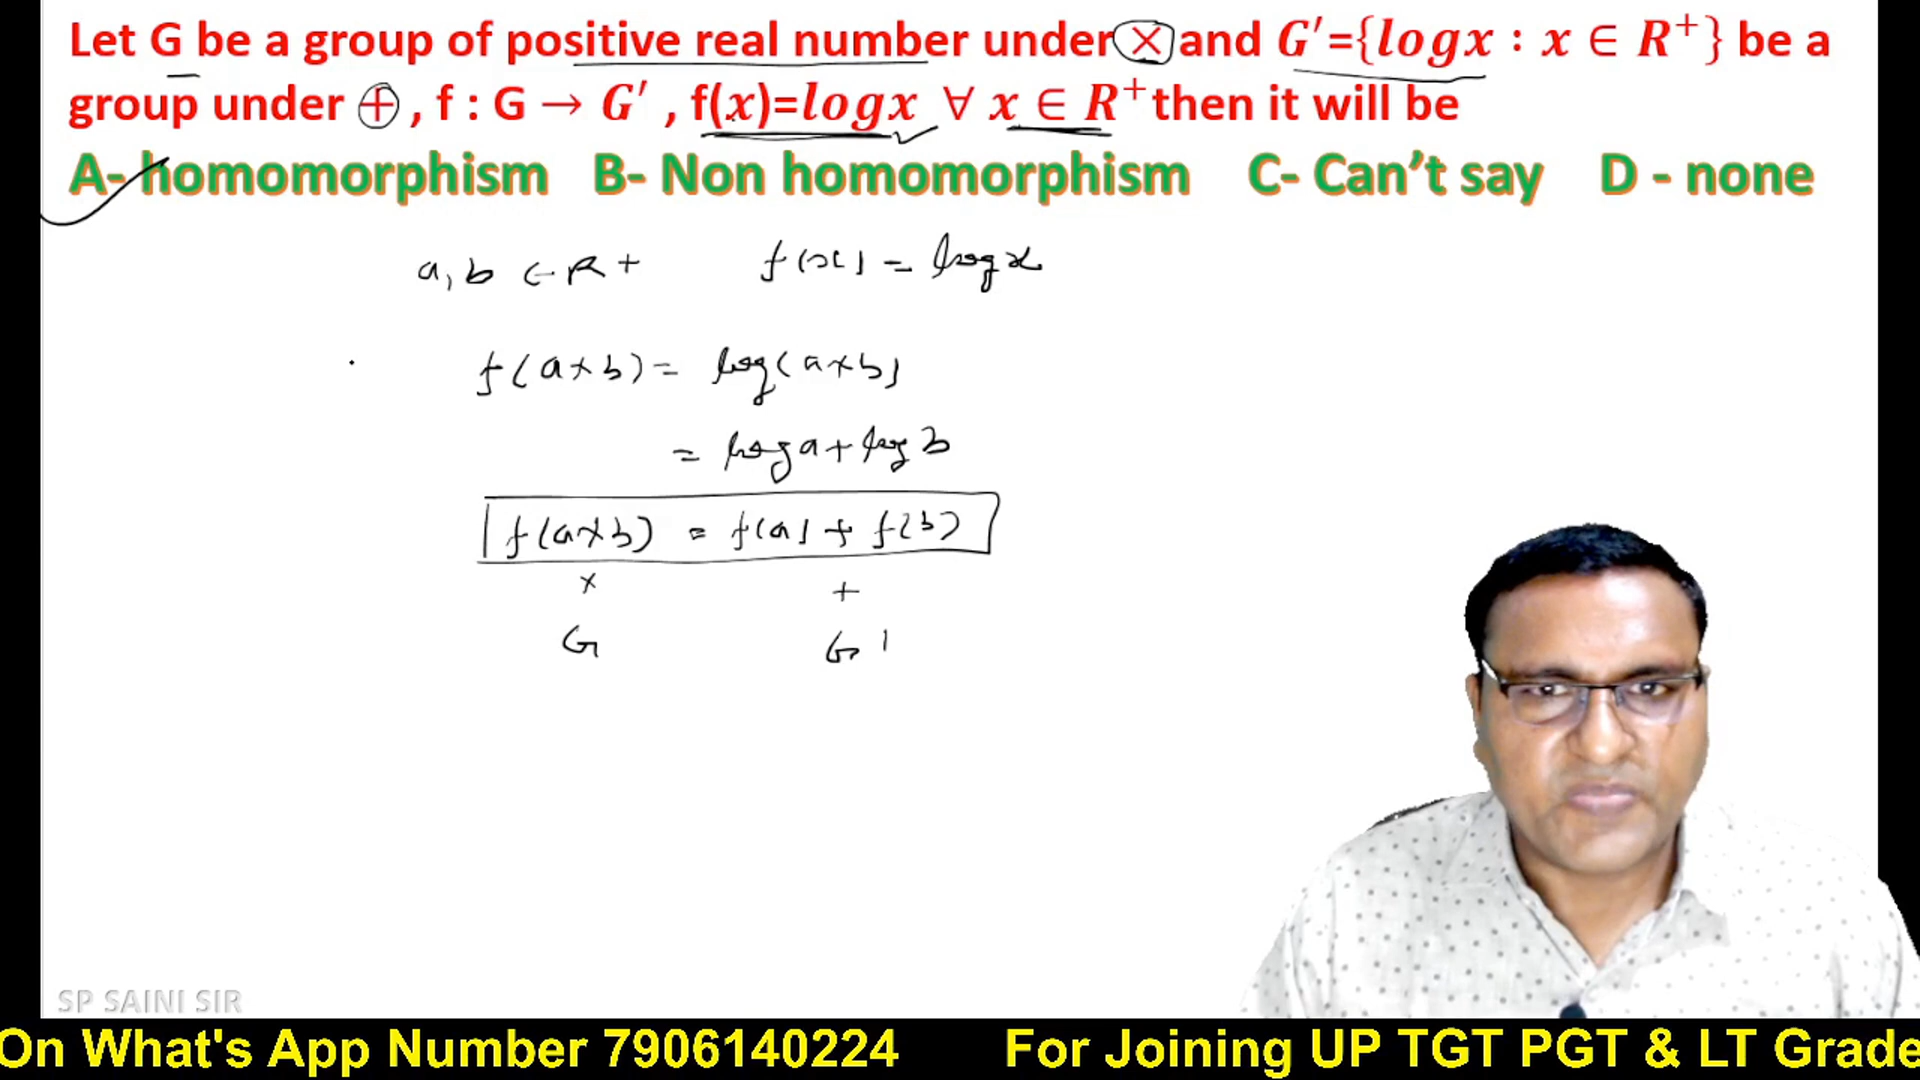 Let G be a group of positive real number under × and G′={logx : x ∈ R⁺} be a
group under + , f : G → G′ , f(x)=logx ∀ x ∈ R⁺ then it will be
A- homomorphism B- Non homomorphism C- Can't say D - none
a, b ∈ R+ f(x) = log x
f(a×b) = log(a×b)
= log a + log b
f(a×b) = f(a) + f(b)
× +
G G'
SP SAINI SIR
On What's App Number 7906140224 For Joining UP TGT PGT & LT Grade